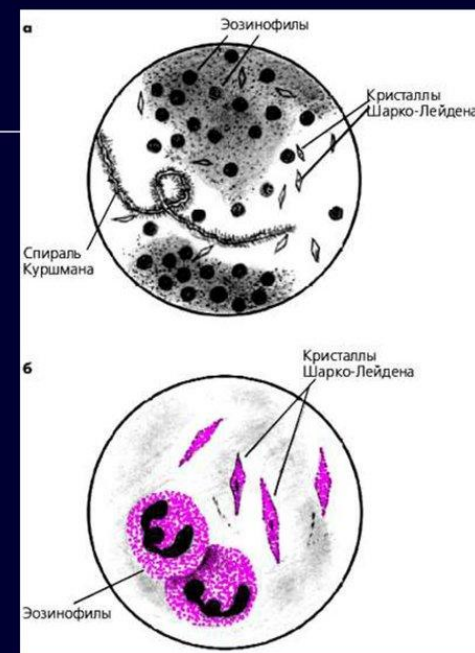 а
Эозинофилы
Кристаллы
Шарко-Лейдена
Спираль
Куршмана
б
Кристаллы
Шарко-Лейдена
Эозинофилы